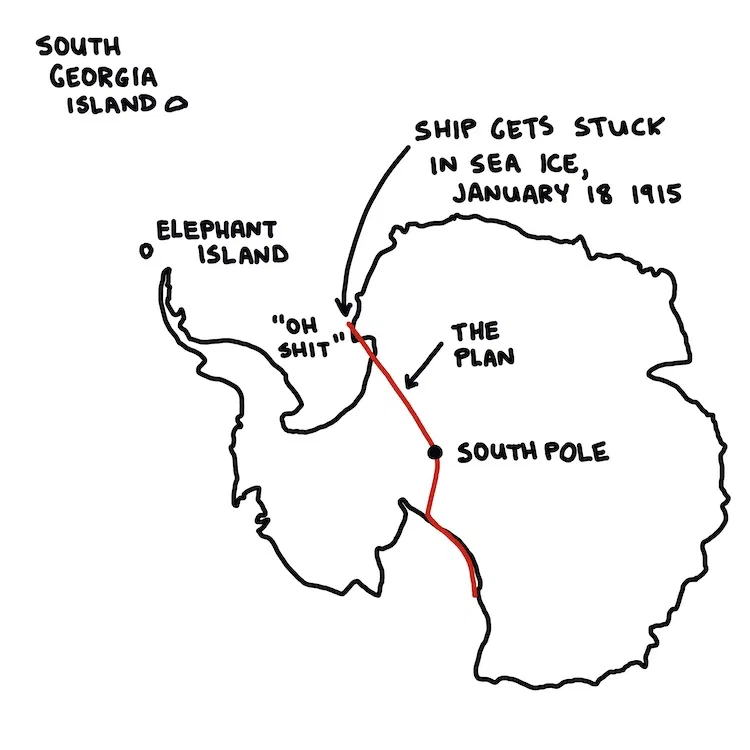 SOUTH
GEORGIA
ISLAND
SHIP GETS STUCK
IN SEA ICE,
JANUARY 18 1915
ELEPHANT
ISLAND
"OH
SHIT"
THE
PLAN
SOUTH POLE